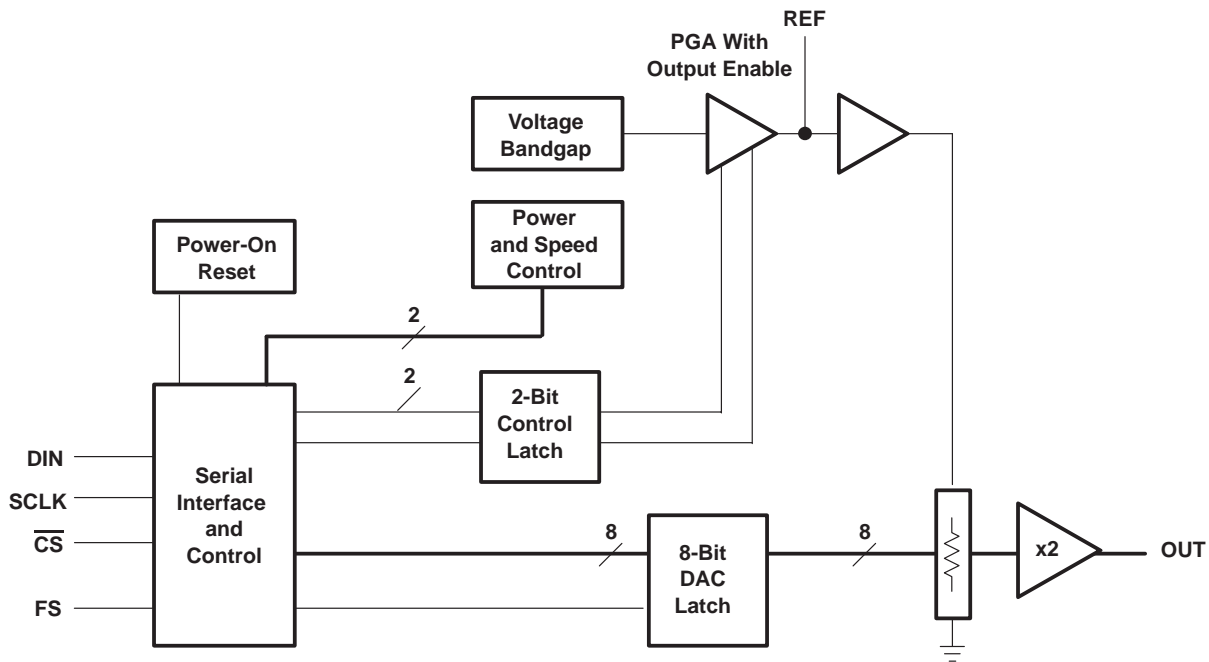 REF
PGA With
Output Enable
Voltage
Bandgap
Power
and Speed
Control
Power-On
Reset
2
2
2-Bit
Control
Latch
DIN
SCLK
CS
FS
Serial
Interface
and
Control
8
8-Bit
DAC
Latch
8
x2
OUT